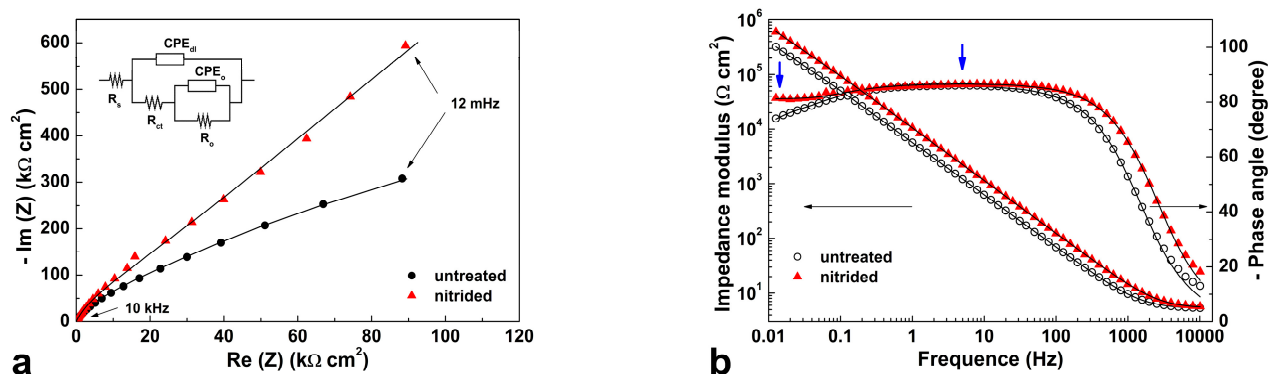 600
500
400
300
200
100
0
- Im (Z) (kΩ cm²)
CPEdl
CPEo
Rs
Rct
Ro
12 mHz
10 kHz
untreated
nitrided
0 20 40 60 80 100 120
Re (Z) (kΩ cm²)
a
10⁶
10⁵
10⁴
10³
10²
10¹
Impedance modulus (Ω cm²)
untreated
nitrided
100
80
60
40
20
0
- Phase angle (degree)
0.01 0.1 1 10 100 1000 10000
Frequence (Hz)
b